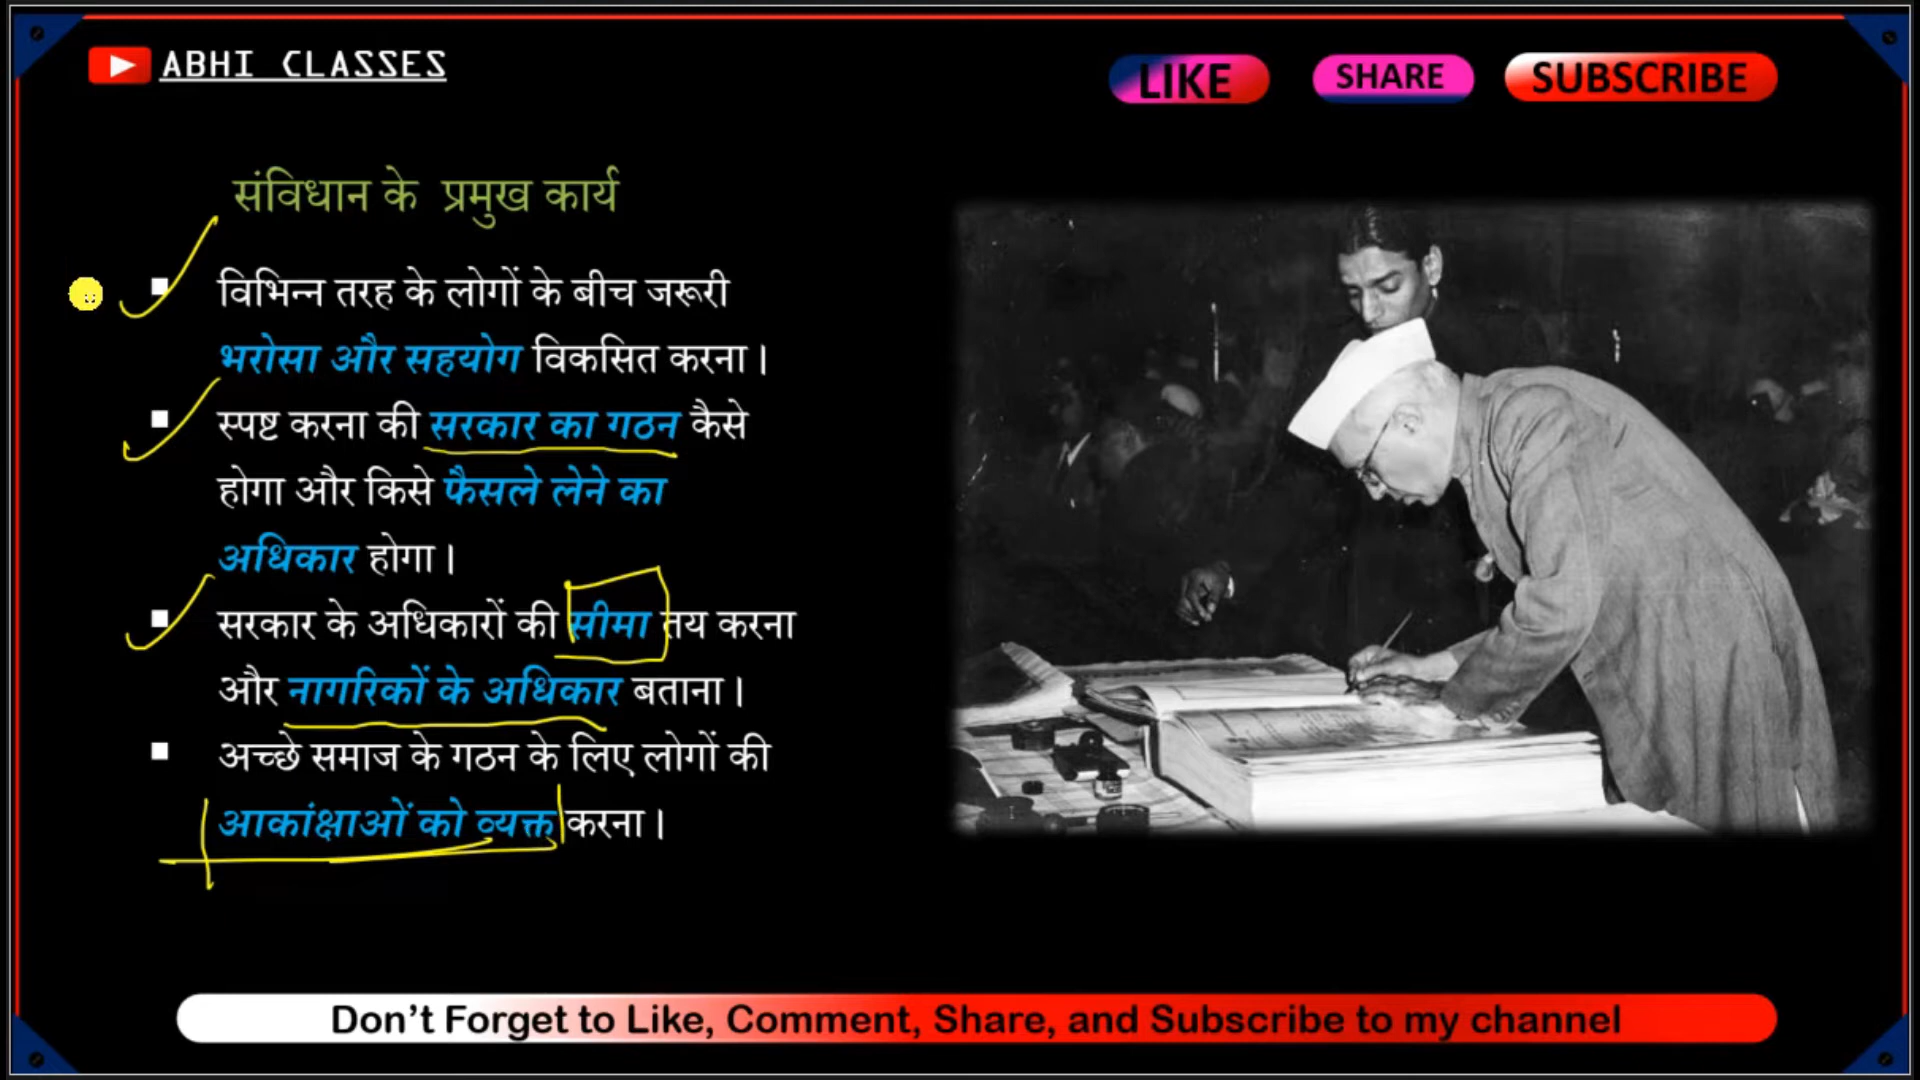 ABHI CLASSES
LIKE
SHARE
SUBSCRIBE
संविधान के प्रमुख कार्य
विभिन्न तरह के लोगों के बीच जरूरी
भरोसा और सहयोग विकसित करना।
स्पष्ट करना की सरकार का गठन कैसे
होगा और किसे फैसले लेने का
अधिकार होगा।
सरकार के अधिकारों की सीमा तय करना
और नागरिकों के अधिकार बताना।
अच्छे समाज के गठन के लिए लोगों की
आकांक्षाओं को व्यक्त करना।
Don't Forget to Like, Comment, Share, and Subscribe to my channel